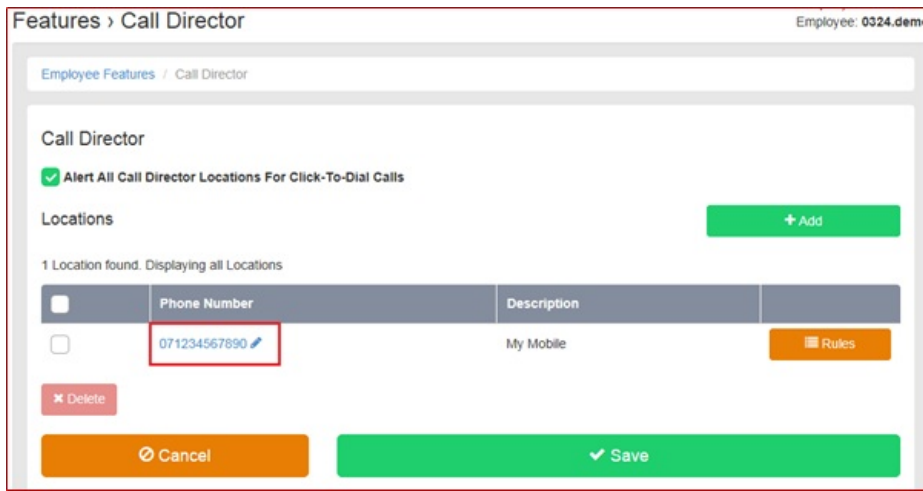 Features › Call Director
Employee: 0324.dem
Employee Features / Call Director
Call Director
Alert All Call Director Locations For Click-To-Dial Calls
Locations
+ Add
1 Location found. Displaying all Locations
Phone Number Description
071234567890 My Mobile Rules
Delete
Cancel Save